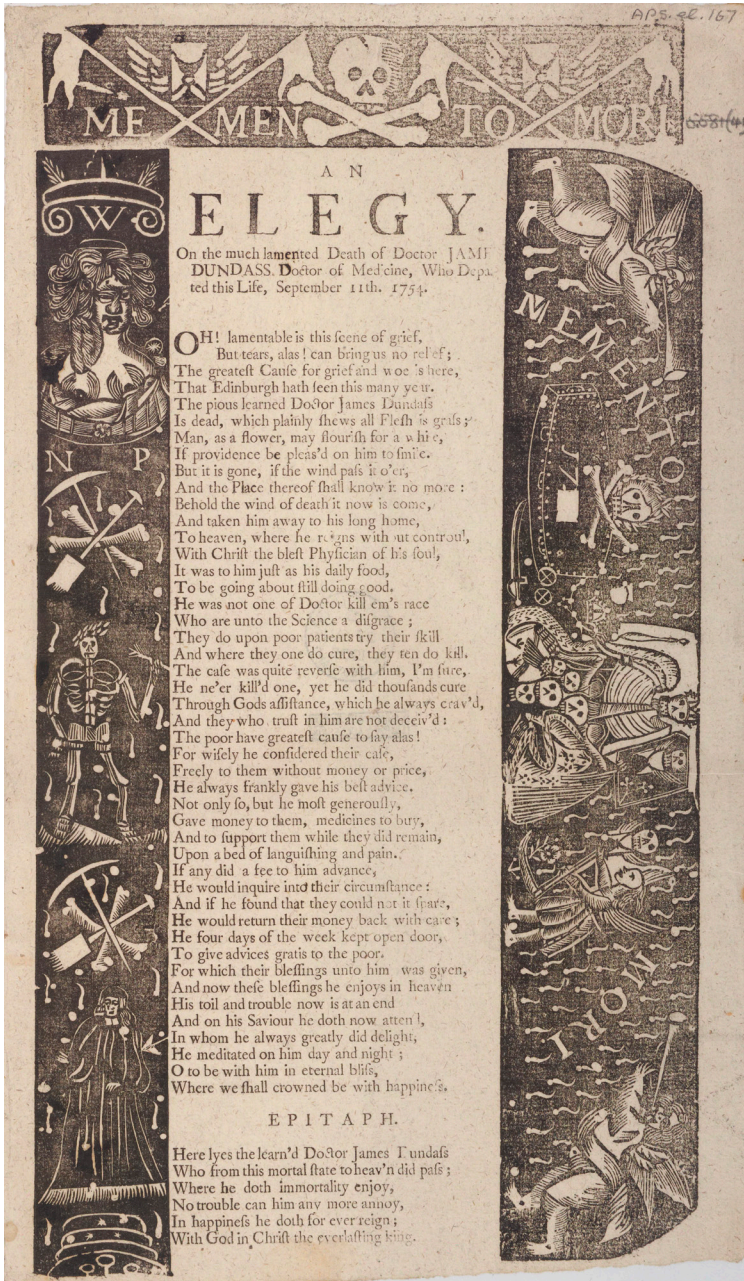 APS.el.167
ME MEN TO MORI
W
N P
MEMENTO
MORI
AN
ELEGY.
On the much lamented Death of Doctor JAM
DUNDASS. Doctor of Medcine, Who Depa
ted this Life, September 11th. 1754.
OH! lamentable is this ſcene of grief,
But tears, alas! can bring us no relief;
The greateſt Cauſe for grief and woe is here,
That Edinburgh hath ſeen this many year.
The pious learned Doctor James Dundaſs
Is dead, which plainly ſhews all Fleſh is graſs;
Man, as a flower, may flouriſh for a while,
If providence be pleas'd on him to ſmile.
But it is gone, if the wind paſs it o'er,
And the Place thereof ſhall know it no more:
Behold the wind of death it now is come,
And taken him away to his long home,
To heaven, where he reigns without controul,
With Chriſt the bleſt Phyſician of his ſoul,
It was to him juſt as his daily food,
To be going about ſtill doing good.
He was not one of Doctor kill em's race
Who are unto the Science a diſgrace;
They do upon poor patients try their ſkill
And where they one do cure, they ten do kill.
The caſe was quite reverſe with him, I'm ſure,
He ne'er kill'd one, yet he did thouſands cure
Through Gods aſſiſtance, which he always crav'd,
And they who truſt in him are not deceiv'd:
The poor have greateſt cauſe to ſay alas!
For wiſely he conſidered their caſe,
Freely to them without money or price,
He always frankly gave his beſt advice.
Not only ſo, but he moſt generouſly,
Gave money to them, medicines to buy,
And to ſupport them while they did remain,
Upon a bed of languiſhing and pain.
If any did a fee to him advance,
He would inquire into their circumſtance:
And if he found that they could not it ſpare,
He would return their money back with care;
He four days of the week kept open door,
To give advices gratis to the poor.
For which their bleſſings unto him was given,
And now theſe bleſſings he enjoys in heaven
His toil and trouble now is at an end
And on his Saviour he doth now attend,
In whom he always greatly did delight,
He meditated on him day and night;
O to be with him in eternal bliſs,
Where we ſhall crowned be with happineſs.
EPITAPH.
Here lyes the learn'd Doctor James Dundaſs
Who from this mortal ſtate to heav'n did paſs;
Where he doth immortality enjoy,
No trouble can him any more annoy,
In happineſs he doth for ever reign;
With God in Chriſt the everlaſting king.